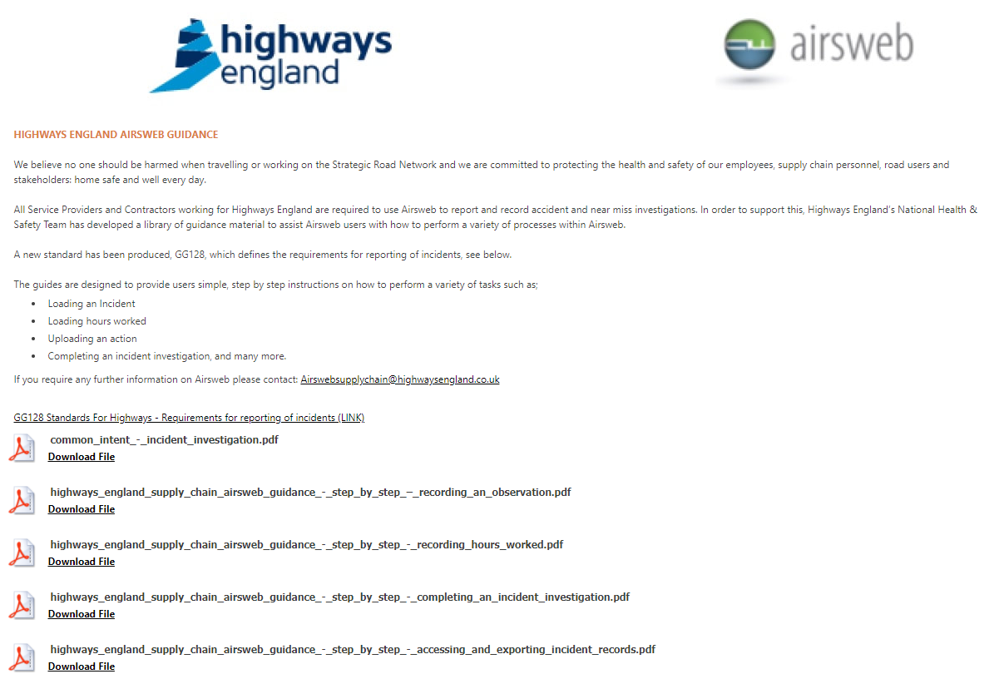 highways
england
airsweb
HIGHWAYS ENGLAND AIRSWEB GUIDANCE
We believe no one should be harmed when travelling or working on the Strategic Road Network and we are committed to protecting the health and safety of our employees, supply chain personnel, road users and
stakeholders: home safe and well every day.
All Service Providers and Contractors working for Highways England are required to use Airsweb to report and record accident and near miss investigations. In order to support this, Highways England's National Health &
Safety Team has developed a library of guidance material to assist Airsweb users with how to perform a variety of processes within Airsweb.
A new standard has been produced, GG128, which defines the requirements for reporting of incidents, see below.
The guides are designed to provide users simple, step by step instructions on how to perform a variety of tasks such as;
• Loading an Incident
• Loading hours worked
• Uploading an action
• Completing an incident investigation, and many more.
If you require any further information on Airsweb please contact: Airswebsupplychain@highwaysengland.co.uk
GG128 Standards For Highways - Requirements for reporting of incidents (LINK)
common_intent_-_incident_investigation.pdf
Download File
highways_england_supply_chain_airsweb_guidance_-_step_by_step_–_recording_an_observation.pdf
Download File
highways_england_supply_chain_airsweb_guidance_-_step_by_step_-_recording_hours_worked.pdf
Download File
highways_england_supply_chain_airsweb_guidance_-_step_by_step_-_completing_an_incident_investigation.pdf
Download File
highways_england_supply_chain_airsweb_guidance_-_step_by_step_-_accessing_and_exporting_incident_records.pdf
Download File